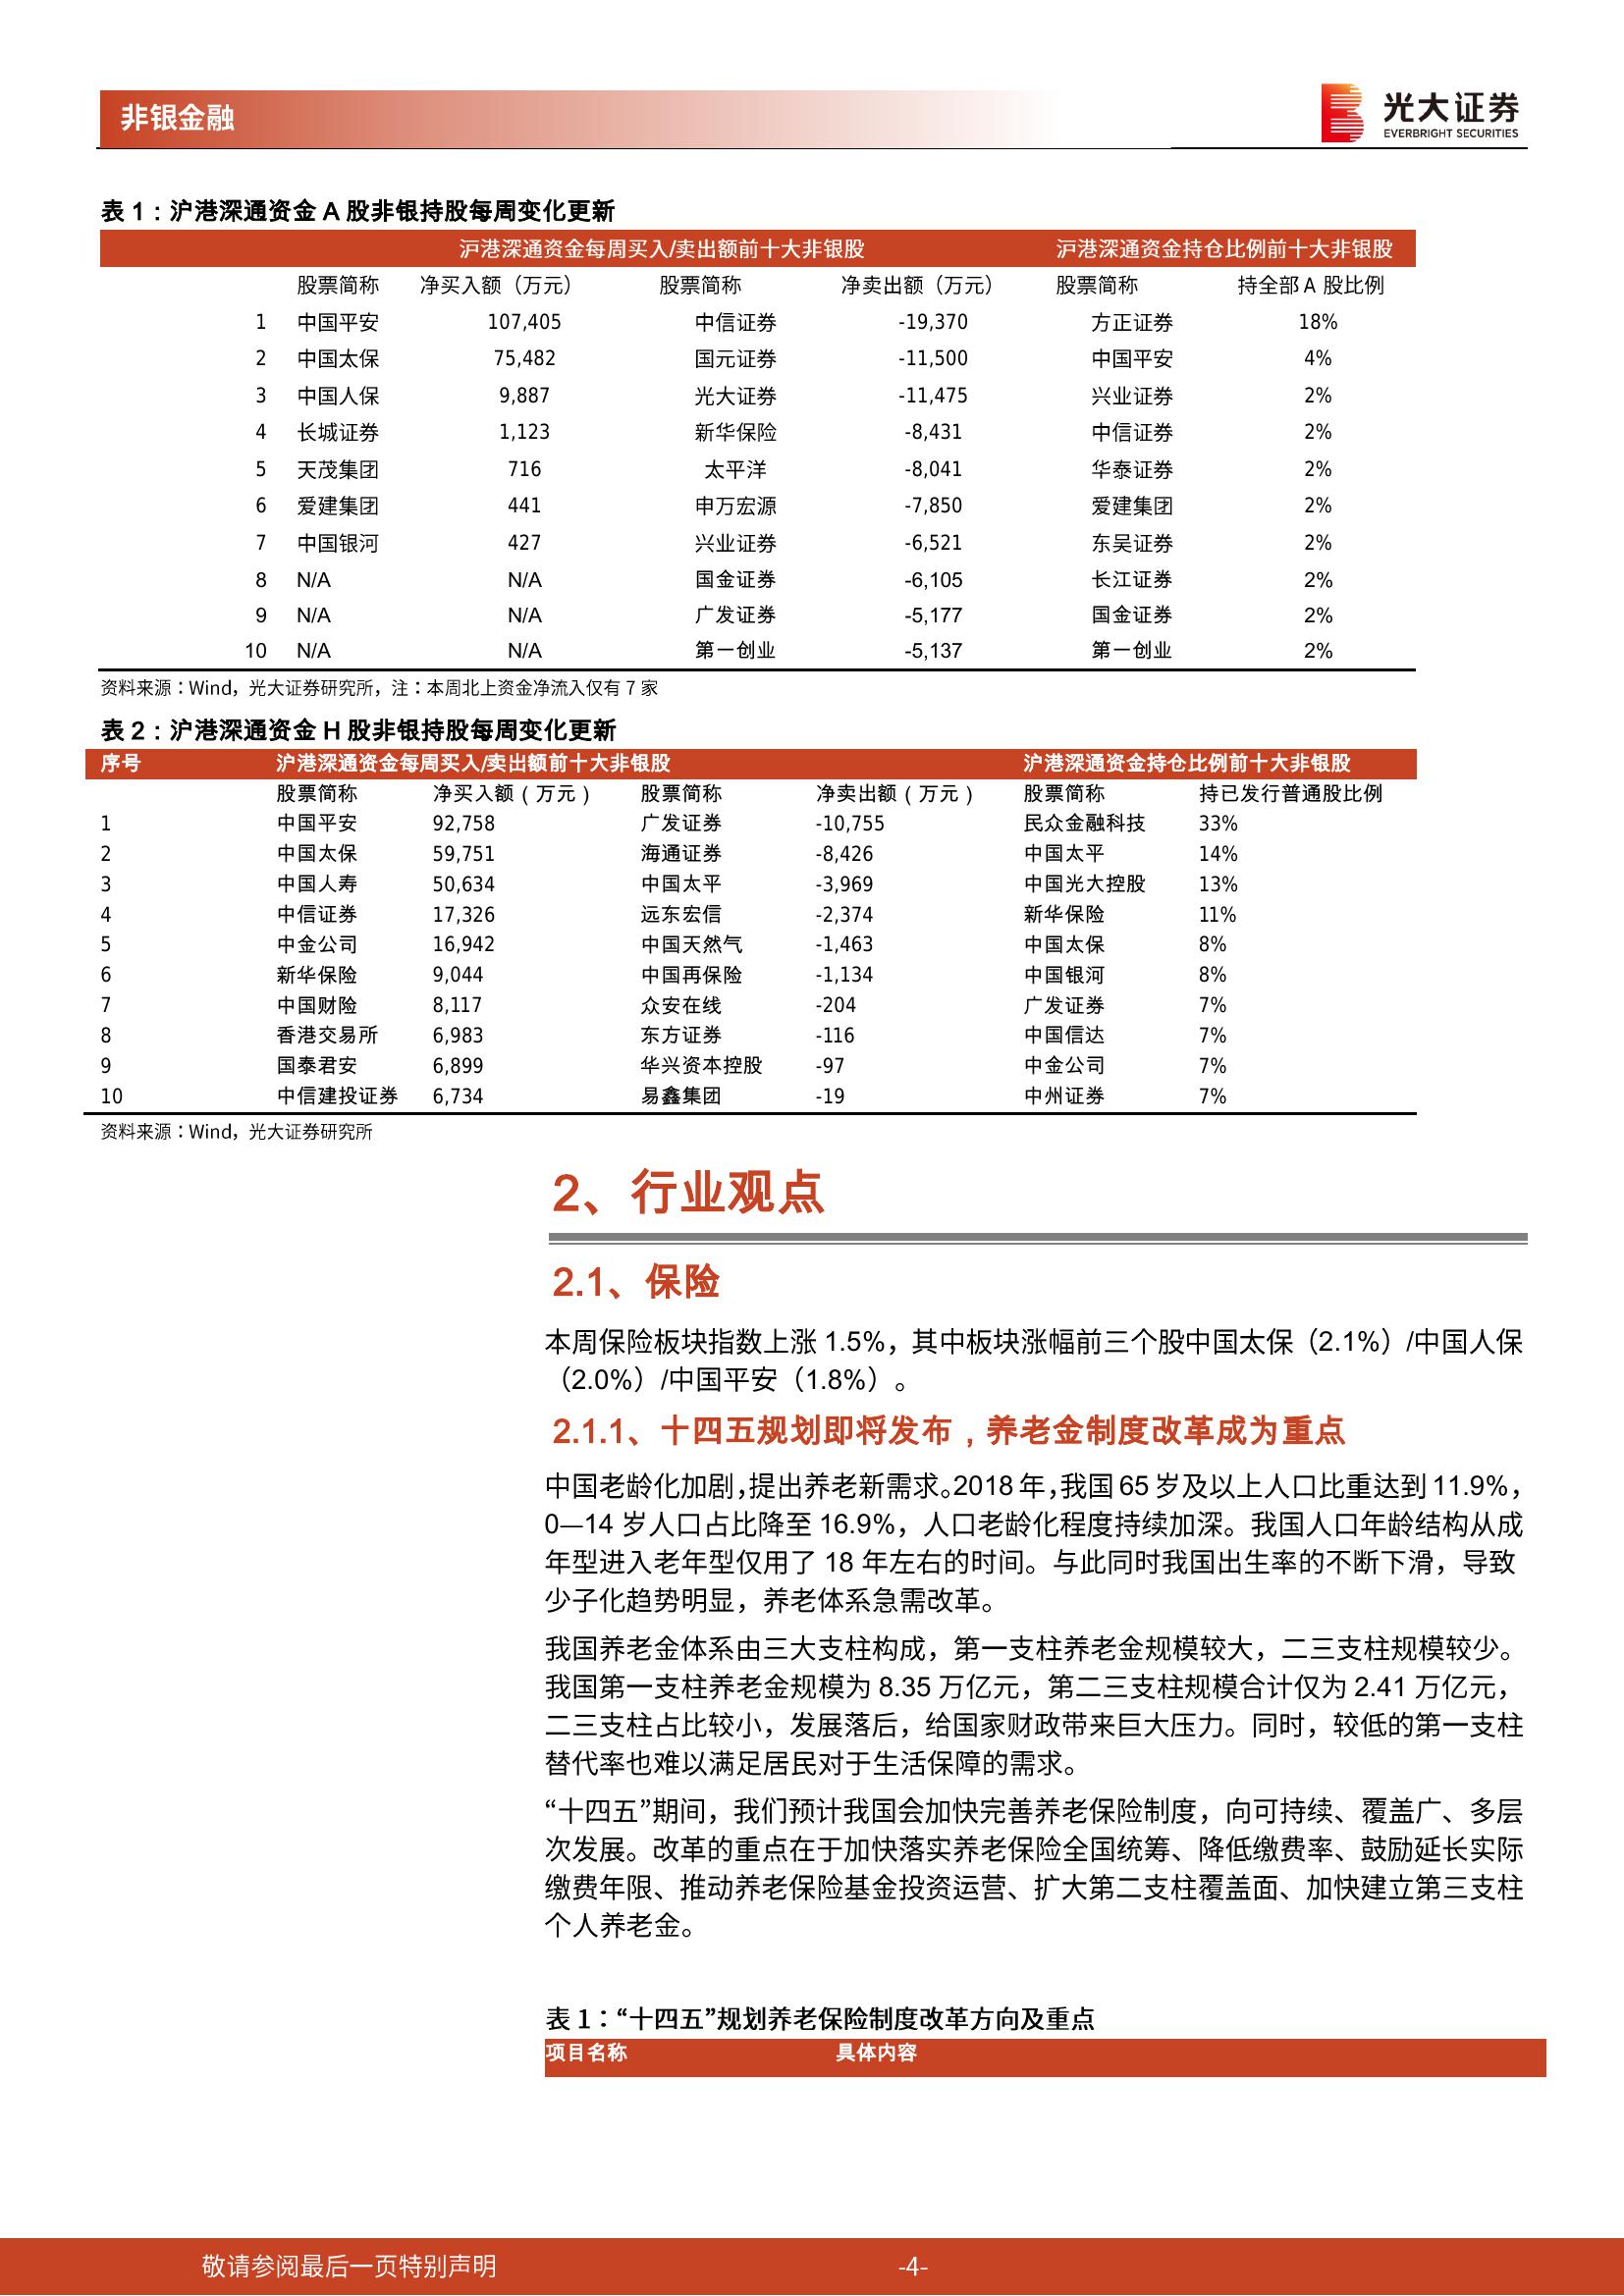 非银金融
光大证券
EVERBRIGHT SECURITIES
表 1：沪港深通资金 A 股非银持股每周变化更新
沪港深通资金每周买入/卖出额前十大非银股 沪港深通资金持仓比例前十大非银股
股票简称 净买入额（万元） 股票简称 净卖出额（万元） 股票简称 持全部 A 股比例
1 中国平安 107,405 中信证券 -19,370 方正证券 18%
2 中国太保 75,482 国元证券 -11,500 中国平安 4%
3 中国人保 9,887 光大证券 -11,475 兴业证券 2%
4 长城证券 1,123 新华保险 -8,431 中信证券 2%
5 天茂集团 716 太平洋 -8,041 华泰证券 2%
6 爱建集团 441 申万宏源 -7,850 爱建集团 2%
7 中国银河 427 兴业证券 -6,521 东吴证券 2%
8 N/A N/A 国金证券 -6,105 长江证券 2%
9 N/A N/A 广发证券 -5,177 国金证券 2%
10 N/A N/A 第一创业 -5,137 第一创业 2%
资料来源：Wind，光大证券研究所，注：本周北上资金净流入仅有 7 家
表 2：沪港深通资金 H 股非银持股每周变化更新
序号 沪港深通资金每周买入/卖出额前十大非银股 沪港深通资金持仓比例前十大非银股
股票简称 净买入额（万元） 股票简称 净卖出额（万元） 股票简称 持已发行普通股比例
1 中国平安 92,758 广发证券 -10,755 民众金融科技 33%
2 中国太保 59,751 海通证券 -8,426 中国太平 14%
3 中国人寿 50,634 中国太平 -3,969 中国光大控股 13%
4 中信证券 17,326 远东宏信 -2,374 新华保险 11%
5 中金公司 16,942 中国天然气 -1,463 中国太保 8%
6 新华保险 9,044 中国再保险 -1,134 中国银河 8%
7 中国财险 8,117 众安在线 -204 广发证券 7%
8 香港交易所 6,983 东方证券 -116 中国信达 7%
9 国泰君安 6,899 华兴资本控股 -97 中金公司 7%
10 中信建投证券 6,734 易鑫集团 -19 中州证券 7%
资料来源：Wind，光大证券研究所
2、行业观点
2.1、保险
本周保险板块指数上涨 1.5%，其中板块涨幅前三个股中国太保（2.1%）/中国人保
（2.0%）/中国平安（1.8%）。
2.1.1、十四五规划即将发布，养老金制度改革成为重点
中国老龄化加剧，提出养老新需求。2018 年，我国 65 岁及以上人口比重达到 11.9%，
0—14 岁人口占比降至 16.9%，人口老龄化程度持续加深。我国人口年龄结构从成
年型进入老年型仅用了 18 年左右的时间。与此同时我国出生率的不断下滑，导致
少子化趋势明显，养老体系急需改革。
我国养老金体系由三大支柱构成，第一支柱养老金规模较大，二三支柱规模较少。
我国第一支柱养老金规模为 8.35 万亿元，第二三支柱规模合计仅为 2.41 万亿元，
二三支柱占比较小，发展落后，给国家财政带来巨大压力。同时，较低的第一支柱
替代率也难以满足居民对于生活保障的需求。
“十四五”期间，我们预计我国会加快完善养老保险制度，向可持续、覆盖广、多层
次发展。改革的重点在于加快落实养老保险全国统筹、降低缴费率、鼓励延长实际
缴费年限、推动养老保险基金投资运营、扩大第二支柱覆盖面、加快建立第三支柱
个人养老金。
表 1：“十四五”规划养老保险制度改革方向及重点
项目名称 具体内容
敬请参阅最后一页特别声明 -4-